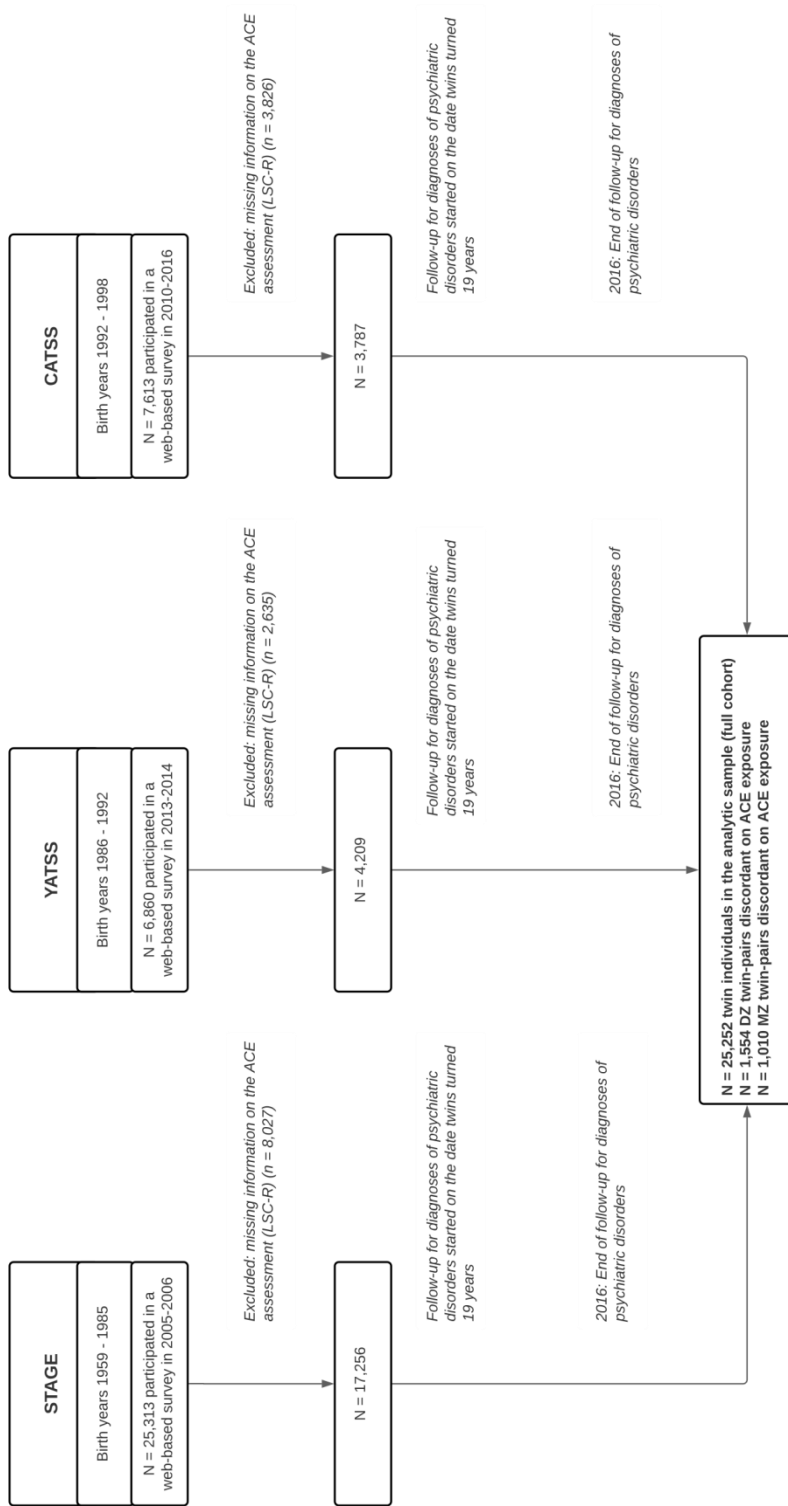 STAGE
Birth years 1959 - 1985
N = 25,313 participated in a
web-based survey in 2005-2006
Excluded: missing information on the ACE
assessment (LSC-R) (n = 8,027)
N = 17,256
Follow-up for diagnoses of psychiatric
disorders started on the date twins turned
19 years
2016: End of follow-up for diagnoses of
psychiatric disorders
YATSS
Birth years 1986 - 1992
N = 6,860 participated in a
web-based survey in 2013-2014
Excluded: missing information on the ACE
assessment (LSC-R) (n = 2,635)
N = 4,209
Follow-up for diagnoses of psychiatric
disorders started on the date twins turned
19 years
2016: End of follow-up for diagnoses of
psychiatric disorders
CATSS
Birth years 1992 - 1998
N = 7,613 participated in a
web-based survey in 2010-2016
Excluded: missing information on the ACE
assessment (LSC-R) (n = 3,826)
N = 3,787
Follow-up for diagnoses of psychiatric
disorders started on the date twins turned
19 years
2016: End of follow-up for diagnoses of
psychiatric disorders
N = 25,252 twin individuals in the analytic sample (full cohort)
N = 1,554 DZ twin-pairs discordant on ACE exposure
N = 1,010 MZ twin-pairs discordant on ACE exposure